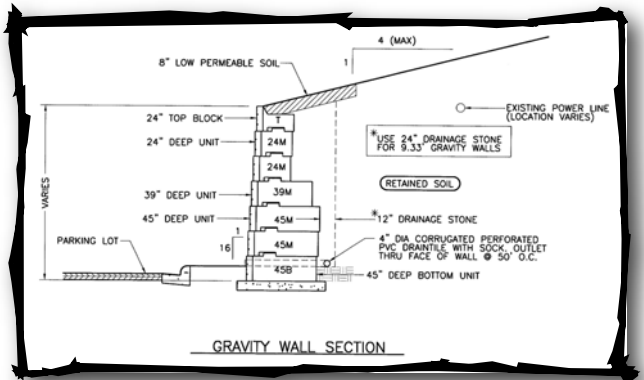 4 (MAX)
1
8" LOW PERMEABLE SOIL
24" TOP BLOCK
T
EXISTING POWER LINE
(LOCATION VARIES)
24" DEEP UNIT
24M
*USE 24" DRAINAGE STONE
FOR 9.33' GRAVITY WALLS
24M
VARIES
39" DEEP UNIT
39M
RETAINED SOIL
45" DEEP UNIT
45M
*12" DRAINAGE STONE
1
16
PARKING LOT
45M
4" DIA CORRUGATED PERFORATED
PVC DRAINTILE WITH SOCK. OUTLET
THRU FACE OF WALL @ 50' O.C.
45B
45" DEEP BOTTOM UNIT
GRAVITY WALL SECTION